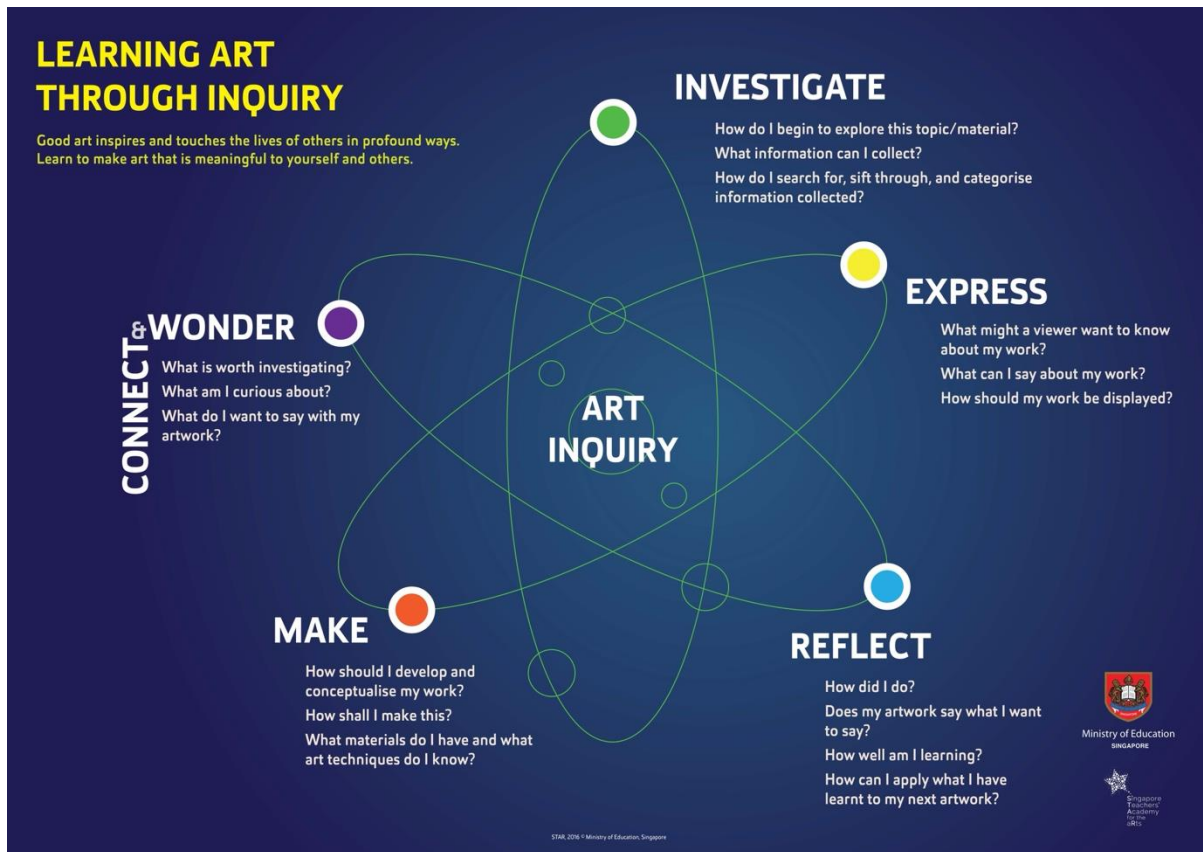 LEARNING ART
THROUGH INQUIRY
Good art inspires and touches the lives of others in profound ways.
Learn to make art that is meaningful to yourself and others.
INVESTIGATE
How do I begin to explore this topic/material?
What information can I collect?
How do I search for, sift through, and categorise
information collected?
EXPRESS
What might a viewer want to know
about my work?
What can I say about my work?
How should my work be displayed?
CONNECT
&WONDER
What is worth investigating?
What am I curious about?
What do I want to say with my
artwork?
ART
INQUIRY
MAKE
How should I develop and
conceptualise my work?
How shall I make this?
What materials do I have and what
art techniques do I know?
REFLECT
How did I do?
Does my artwork say what I want
to say?
How well am I learning?
How can I apply what I have
learnt to my next artwork?
Ministry of Education
SINGAPORE
Singapore
Teachers'
Academy
for the
aRts
STAR, 2016 © Ministry of Education, Singapore